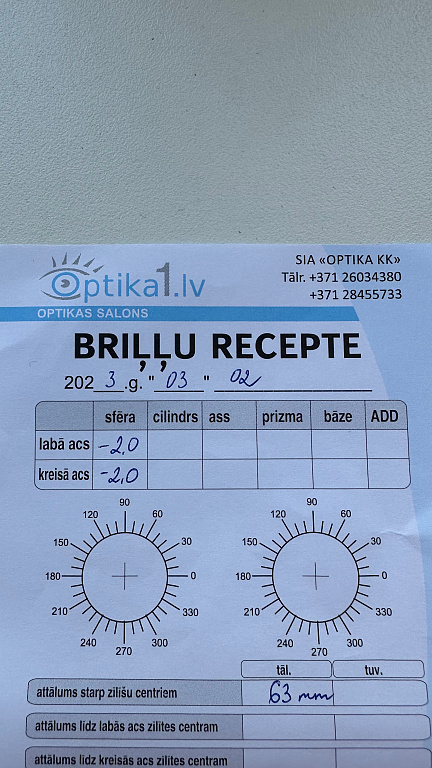 Optika1.lv
OPTIKAS SALONS
SIA «OPTIKA KK»
Tālr. +371 26034380
+371 28455733
BRIĻĻU RECEPTE
202 3 .g. " 03 " 02
sfēra cilindrs ass prizma bāze ADD
labā acs -2,0
kreisā acs -2,0
90
120 60
150 30
180 0
210 330
240 300
270
90
120 60
150 30
180 0
210 330
240 300
270
tāl. tuv.
attālums starp zīlīšu centriem 63 mm
attālums līdz labās acs zīlītes centram
attālums līdz kreisās acs zīlītes centram